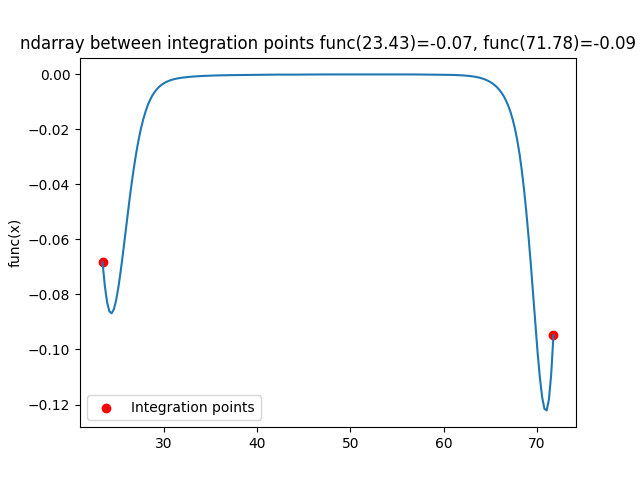 ndarray between integration points func(23.43)=-0.07, func(71.78)=-0.09
0.00
−0.02
−0.04
−0.06
−0.08
−0.10
−0.12
func(x)
Integration points
30 40 50 60 70